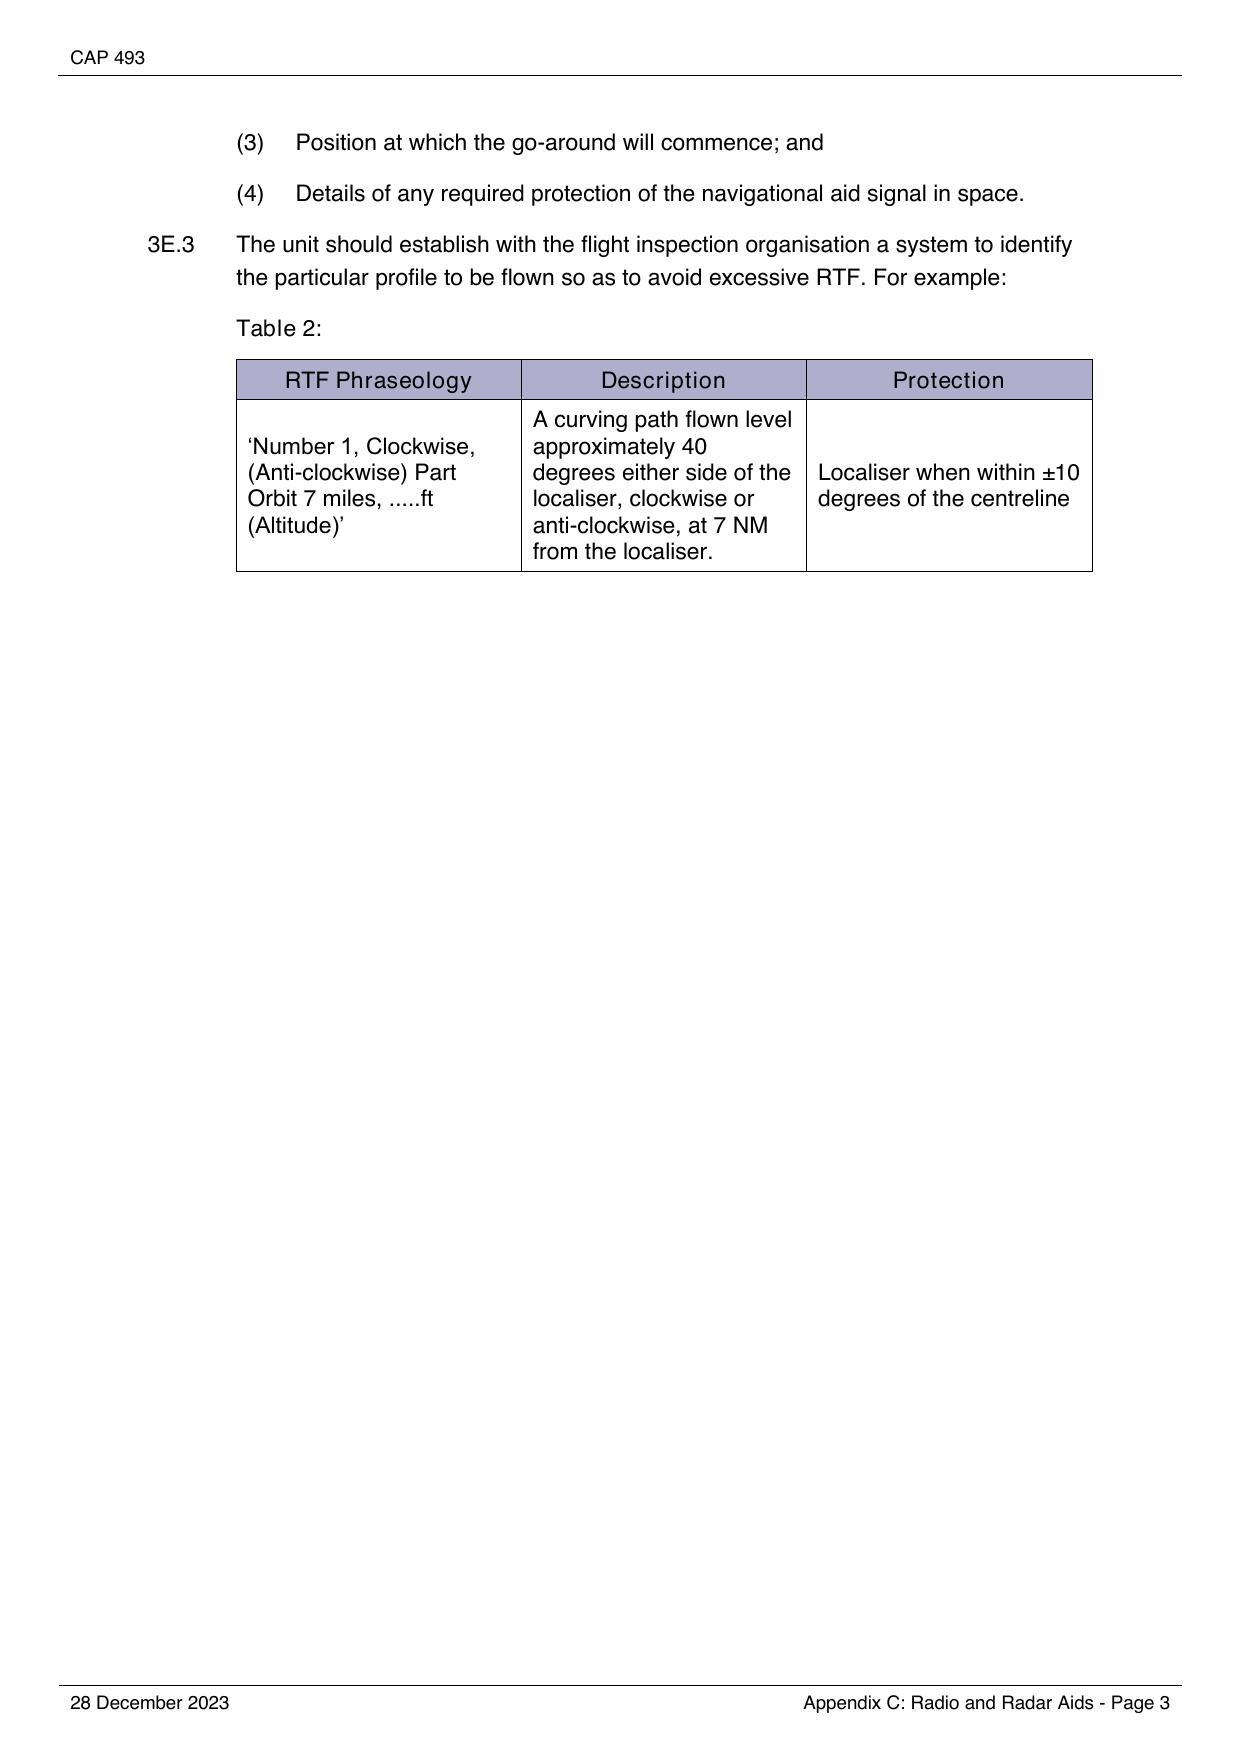 CAP 493
(3) Position at which the go-around will commence; and
(4) Details of any required protection of the navigational aid signal in space.
3E.3 The unit should establish with the flight inspection organisation a system to identify
the particular profile to be flown so as to avoid excessive RTF. For example:
Table 2:
RTF Phraseology Description Protection
‘Number 1, Clockwise,
(Anti-clockwise) Part
Orbit 7 miles, .....ft
(Altitude)’
A curving path flown level
approximately 40
degrees either side of the
localiser, clockwise or
anti-clockwise, at 7 NM
from the localiser.
Localiser when within ±10
degrees of the centreline
28 December 2023 Appendix C: Radio and Radar Aids - Page 3